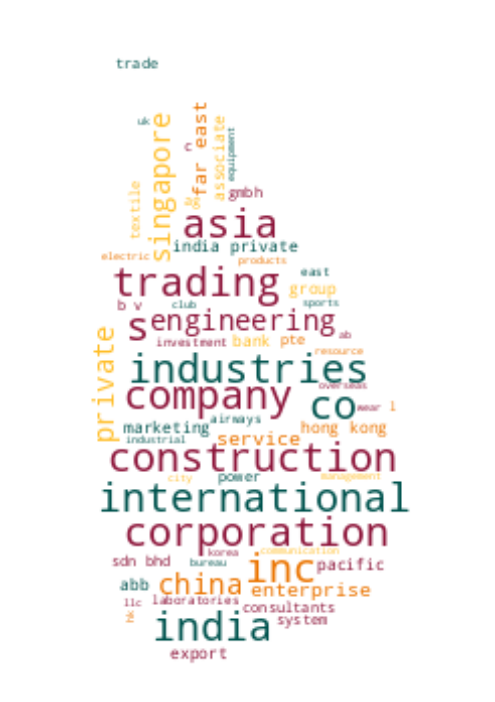 trade
uk
singapore
far east
associate
equipment
c
textile
gmbh
asia
india private
electric
products
east
trading
group
b v
club
sports
s
engineering
ab
investment
bank
pte
resource
private
industries
overseas
company
co
wear
l
airways
marketing
hong kong
industrial
service
construction
city
power
management
international
corporation
korea
communication
sdn bhd
bureau
inc
pacific
abb
china
enterprise
llc
laboratories
consultants
hk
india
system
export